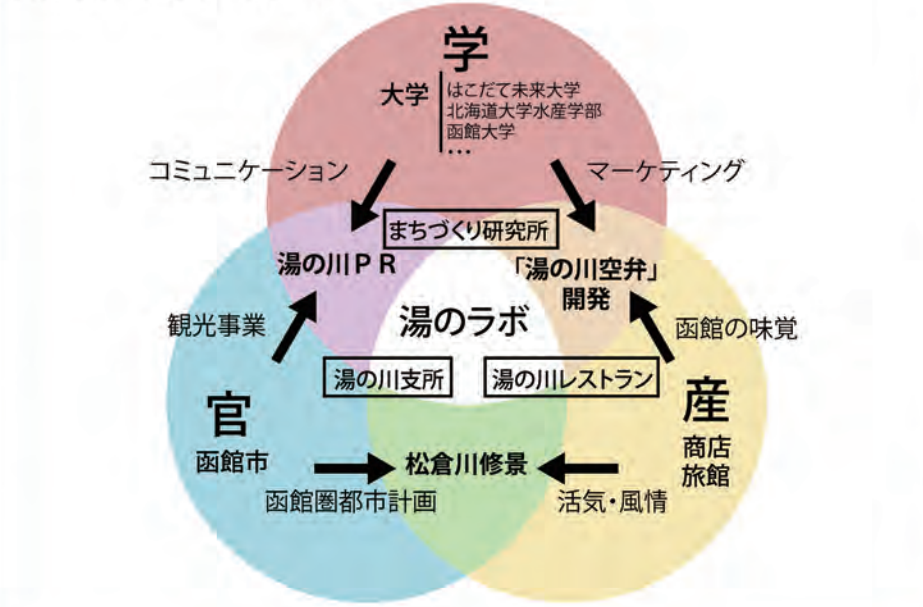 学
大学
はこだて未来大学
北海道大学水産学部
函館大学
…
コミュニケーション
マーケティング
まちづくり研究所
湯の川ＰＲ
「湯の川空弁」
開発
湯のラボ
観光事業
函館の味覚
湯の川支所
湯の川レストラン
官
函館市
産
商店
旅館
松倉川修景
函館圏都市計画
活気・風情